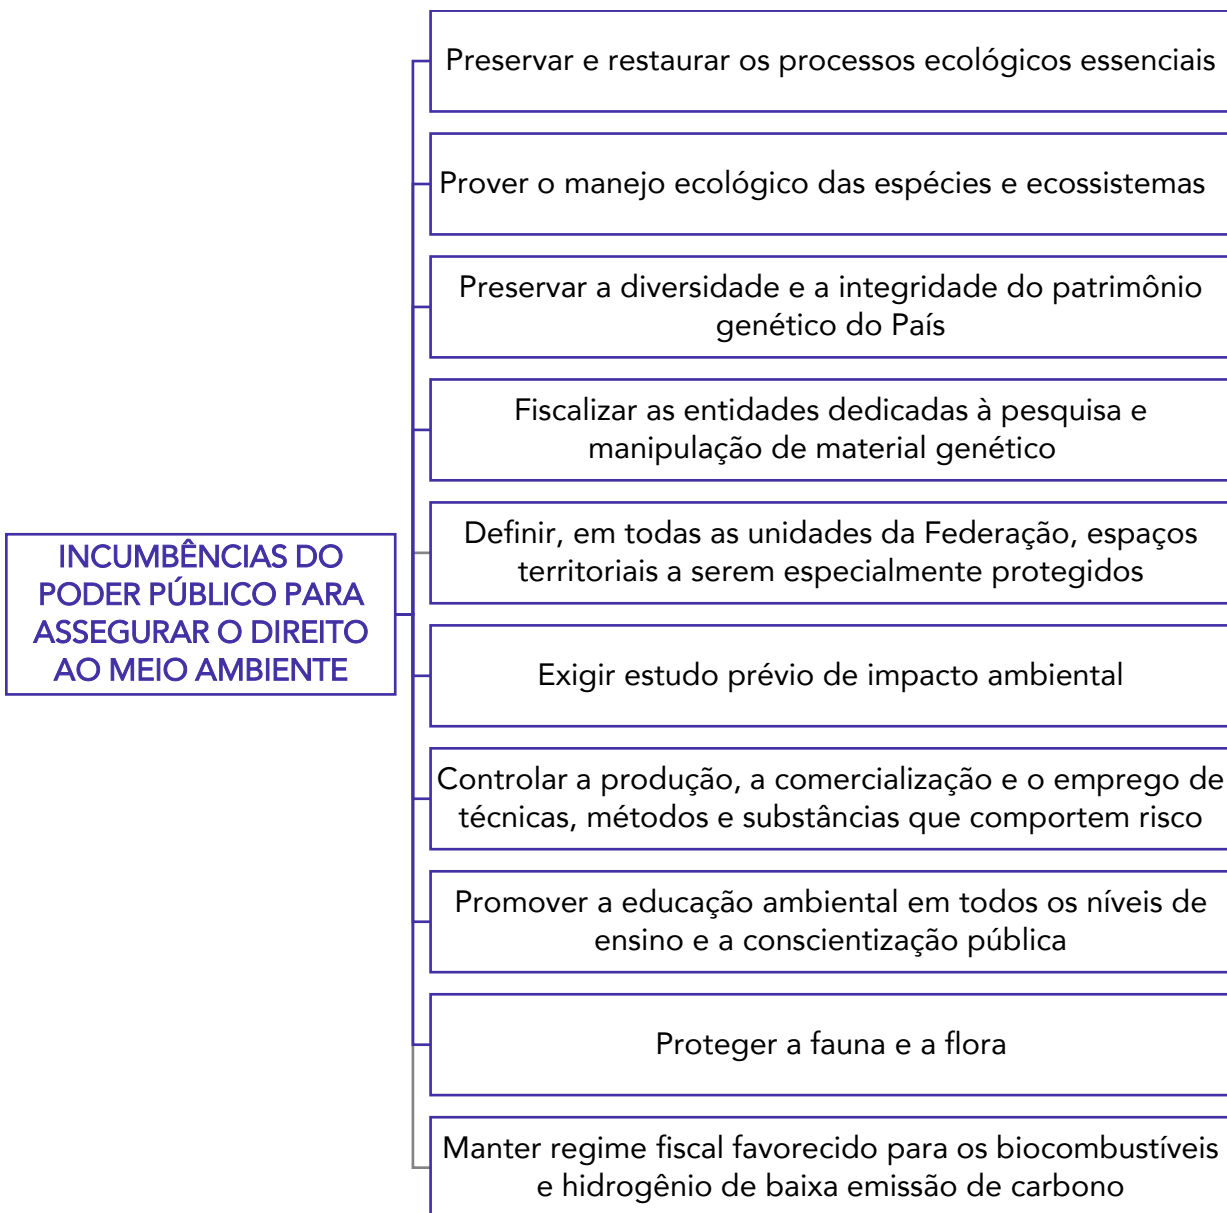 INCUMBÊNCIAS DO
PODER PÚBLICO PARA
ASSEGURAR O DIREITO
AO MEIO AMBIENTE
Preservar e restaurar os processos ecológicos essenciais
Prover o manejo ecológico das espécies e ecossistemas
Preservar a diversidade e a integridade do patrimônio
genético do País
Fiscalizar as entidades dedicadas à pesquisa e
manipulação de material genético
Definir, em todas as unidades da Federação, espaços
territoriais a serem especialmente protegidos
Exigir estudo prévio de impacto ambiental
Controlar a produção, a comercialização e o emprego de
técnicas, métodos e substâncias que comportem risco
Promover a educação ambiental em todos os níveis de
ensino e a conscientização pública
Proteger a fauna e a flora
Manter regime fiscal favorecido para os biocombustíveis
e hidrogênio de baixa emissão de carbono